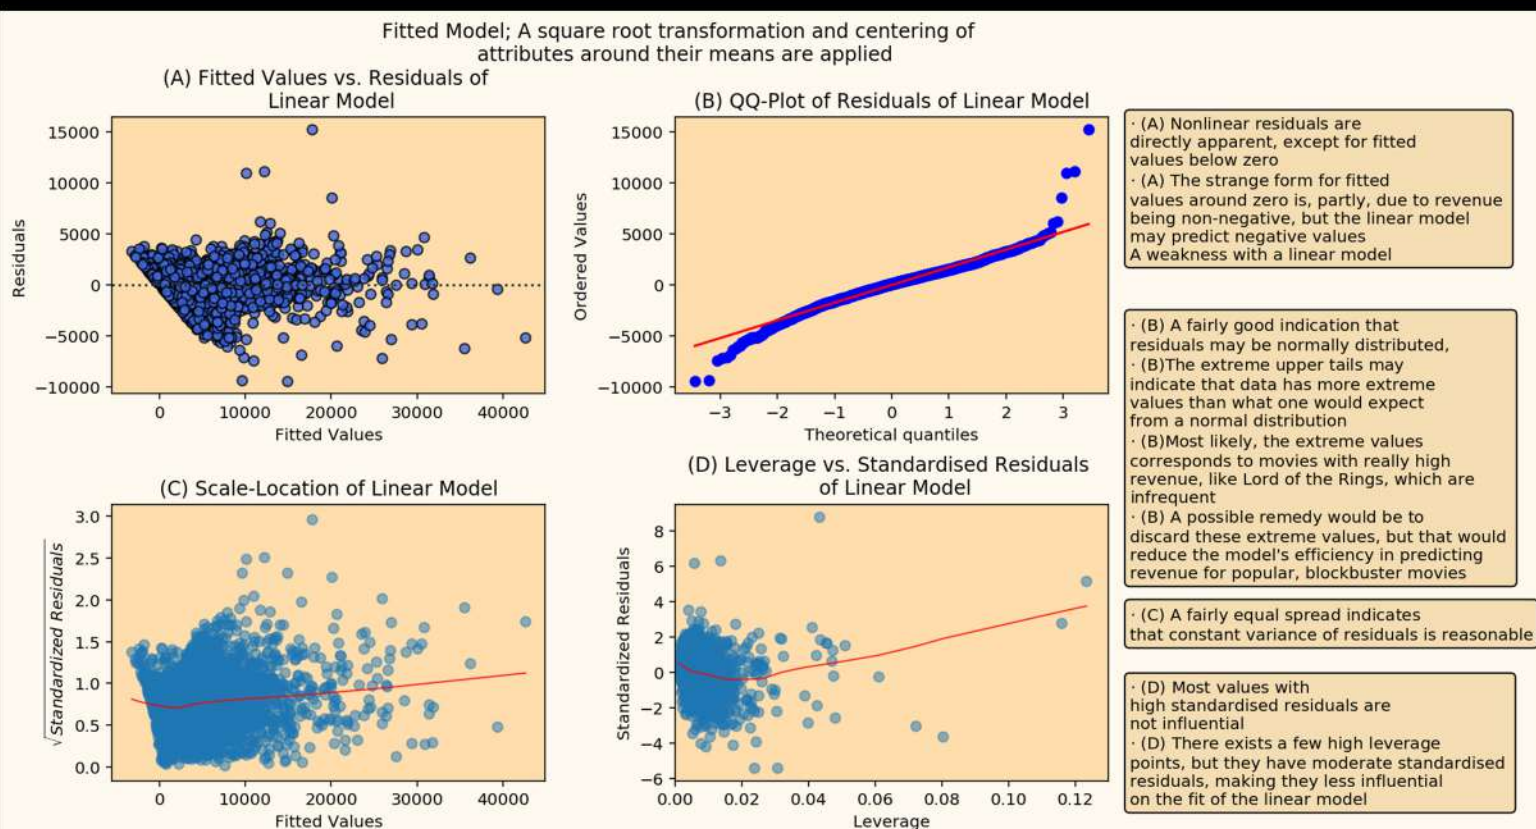 Fitted Model; A square root transformation and centering of
attributes around their means are applied
(A) Fitted Values vs. Residuals of
Linear Model
15000
10000
5000
0
−5000
−10000
Residuals
0
10000
20000
30000
40000
Fitted Values
(B) QQ-Plot of Residuals of Linear Model
15000
10000
5000
0
−5000
−10000
Ordered Values
−3
−2
−1
0
1
2
3
Theoretical quantiles
(C) Scale-Location of Linear Model
3.0
2.5
2.0
1.5
1.0
0.5
0.0
√Standardized Residuals
0
10000
20000
30000
40000
Fitted Values
(D) Leverage vs. Standardised Residuals
of Linear Model
8
6
4
2
0
−2
−4
−6
Standardized Residuals
0.00
0.02
0.04
0.06
0.08
0.10
0.12
Leverage
· (A) Nonlinear residuals are
directly apparent, except for fitted
values below zero
· (A) The strange form for fitted
values around zero is, partly, due to revenue
being non-negative, but the linear model
may predict negative values
A weakness with a linear model
· (B) A fairly good indication that
residuals may be normally distributed,
· (B)The extreme upper tails may
indicate that data has more extreme
values than what one would expect
from a normal distribution
· (B)Most likely, the extreme values
corresponds to movies with really high
revenue, like Lord of the Rings, which are
infrequent
· (B) A possible remedy would be to
discard these extreme values, but that would
reduce the model's efficiency in predicting
revenue for popular, blockbuster movies
· (C) A fairly equal spread indicates
that constant variance of residuals is reasonable
· (D) Most values with
high standardised residuals are
not influential
· (D) There exists a few high leverage
points, but they have moderate standardised
residuals, making they less influential
on the fit of the linear model